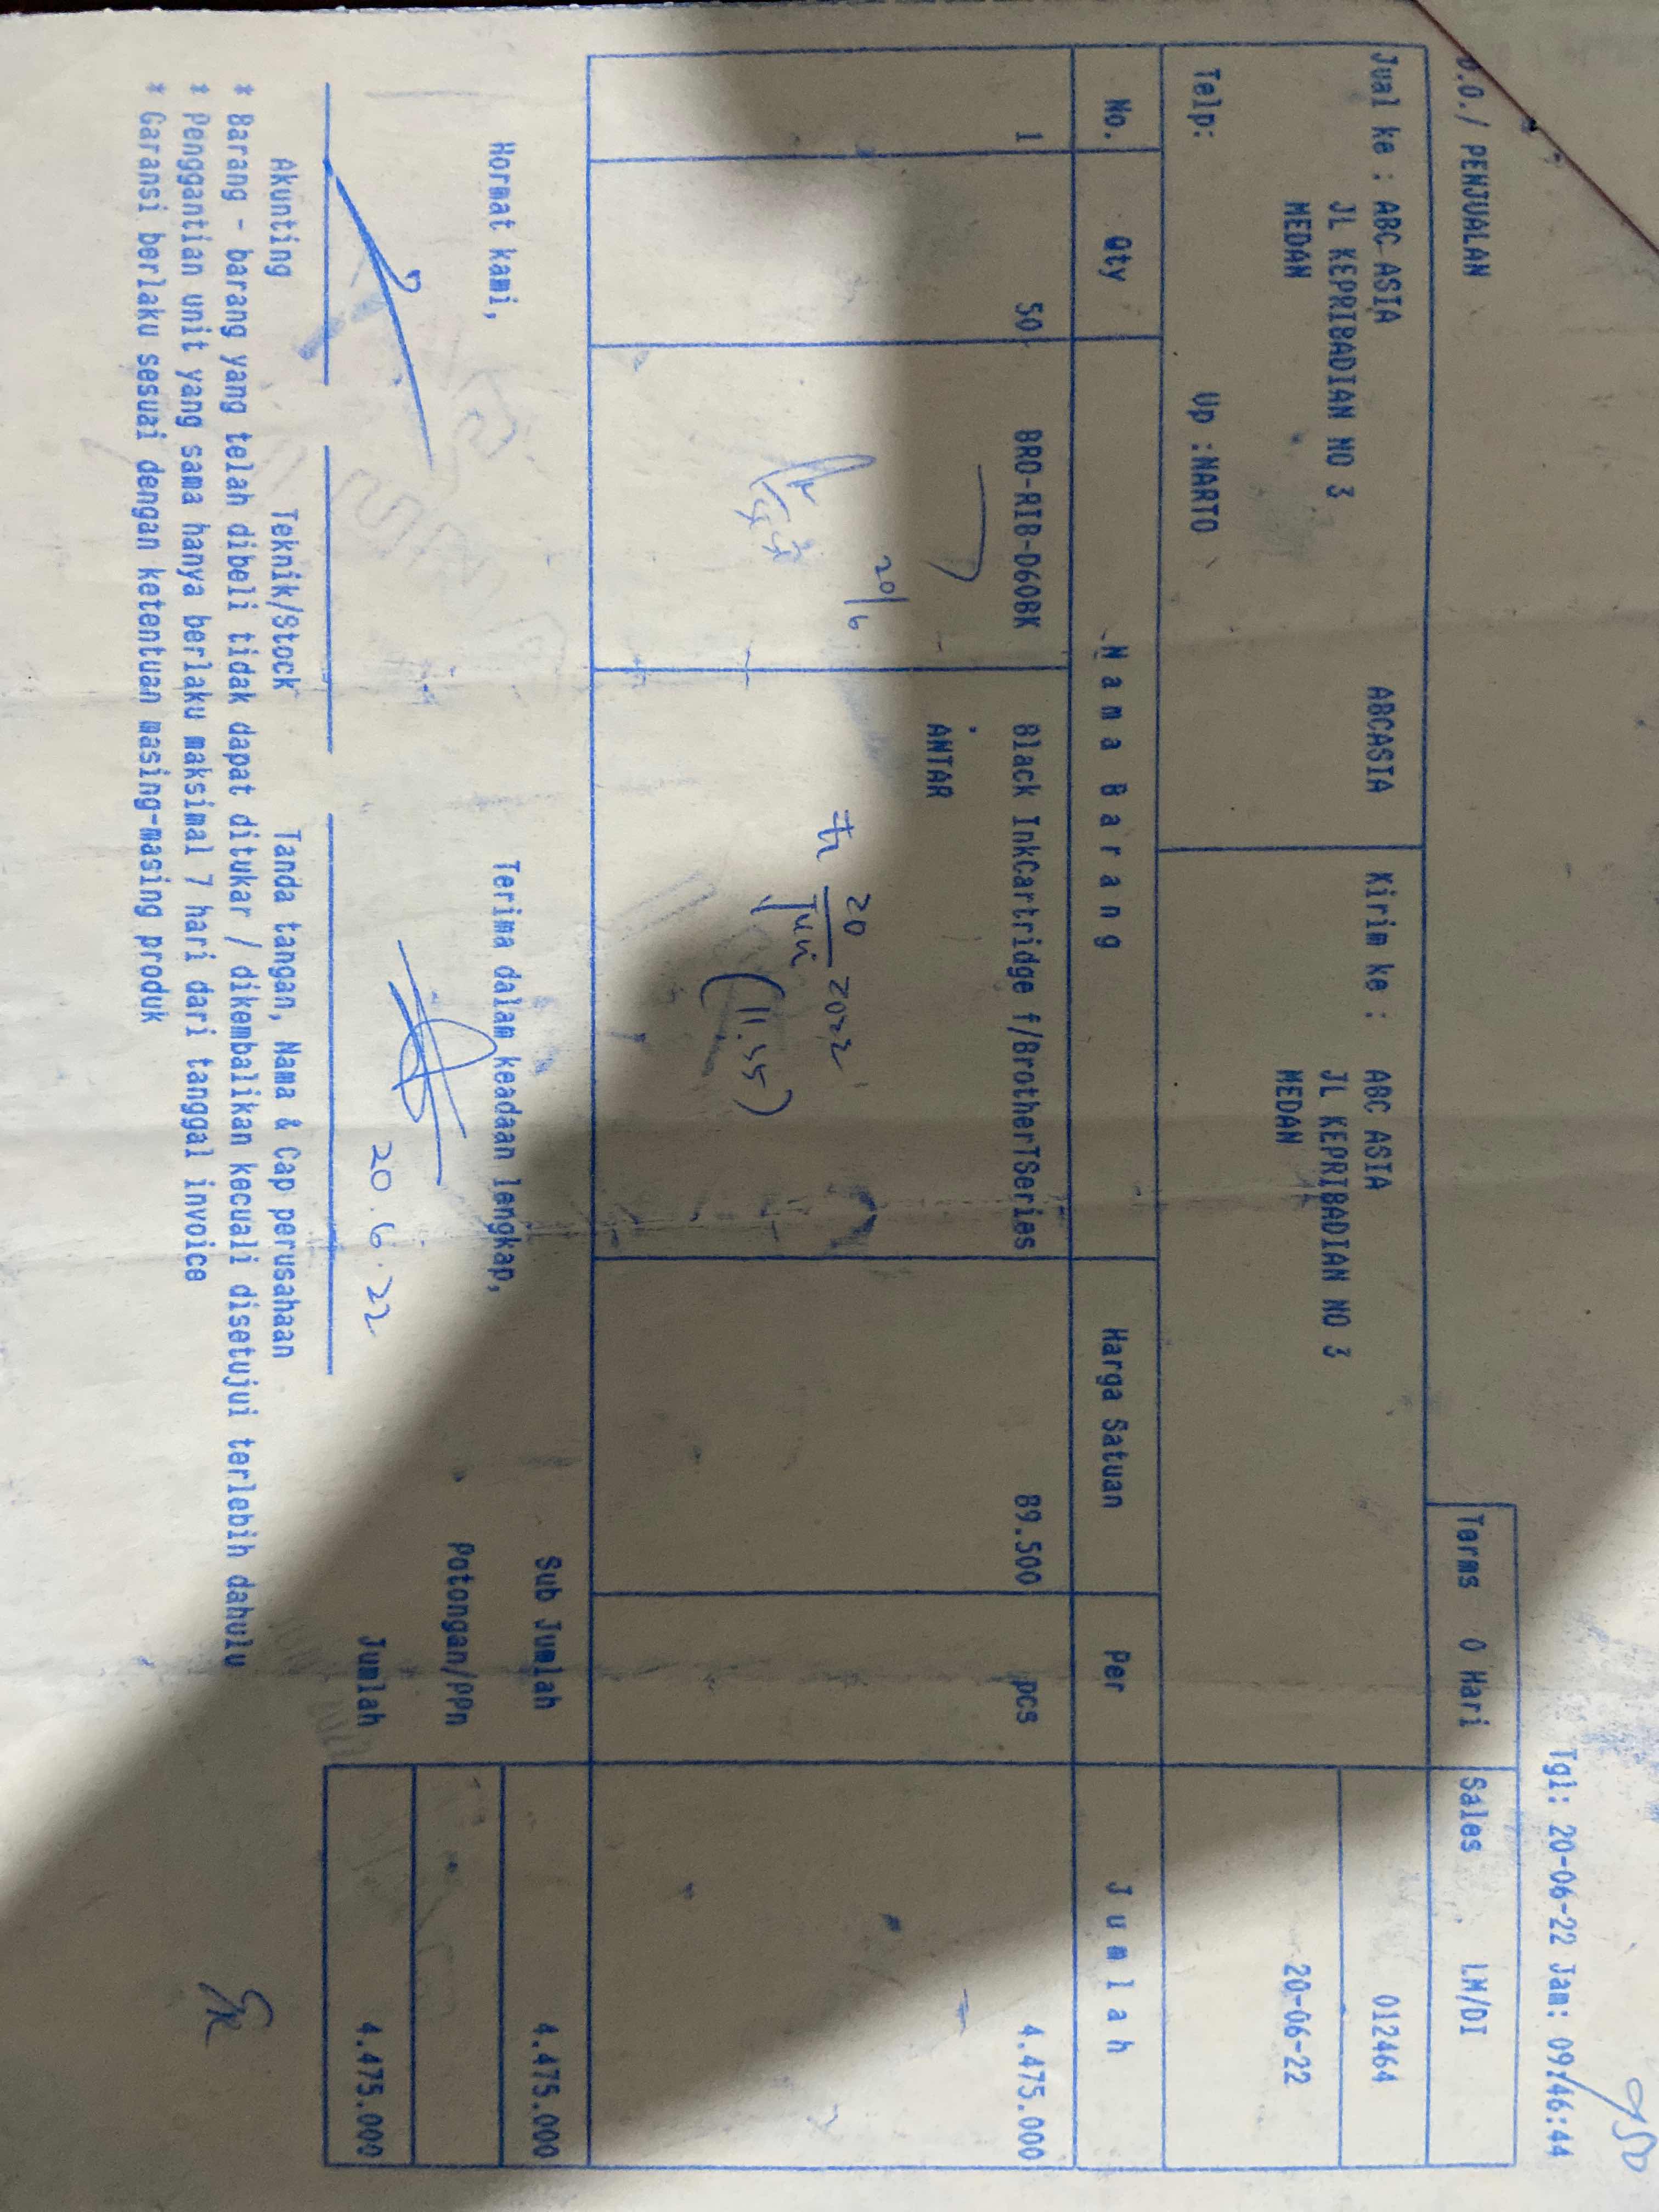 950
Tgl: 20-06-22 Jam: 09:46:44
D.O./ PENJUALAN
Terms 0 Hari Sales LM/DI
Jual ke : ABC ASIA ABCASIA Kirim ke : ABC ASIA 012464
JL KEPRIBADIAN NO 3 JL KEPRIBADIAN NO 3
MEDAN MEDAN 20-06-22
Telp: Up :NARTO
No. Qty Nama Barang Harga Satuan Per Jumlah
1 50 BRO-RIB-D60BK Black InkCartridge f/BrotherTSeries 89.500 pcs 4.475.000
ANTAR
20/6
20 Juni 2022
(11.55)
Sub Jumlah 4.475.000
Hormat kami, Terima dalam keadaan lengkap,
Potongan/PPn
20.6.22
Jumlah 4.475.000
Akunting Teknik/Stock Tanda tangan, Nama & Cap perusahaan
* Barang - barang yang telah dibeli tidak dapat ditukar / dikembalikan kecuali disetujui terlebih dahulu
* Penggantian unit yang sama hanya berlaku maksimal 7 hari dari tanggal invoice
* Garansi berlaku sesuai dengan ketentuan masing-masing produk